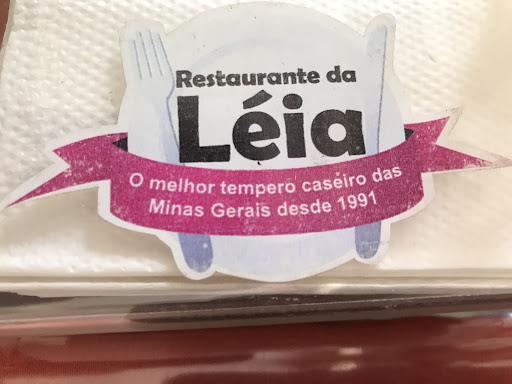 Restaurante da
Léia
O melhor tempero caseiro das
Minas Gerais desde 1991